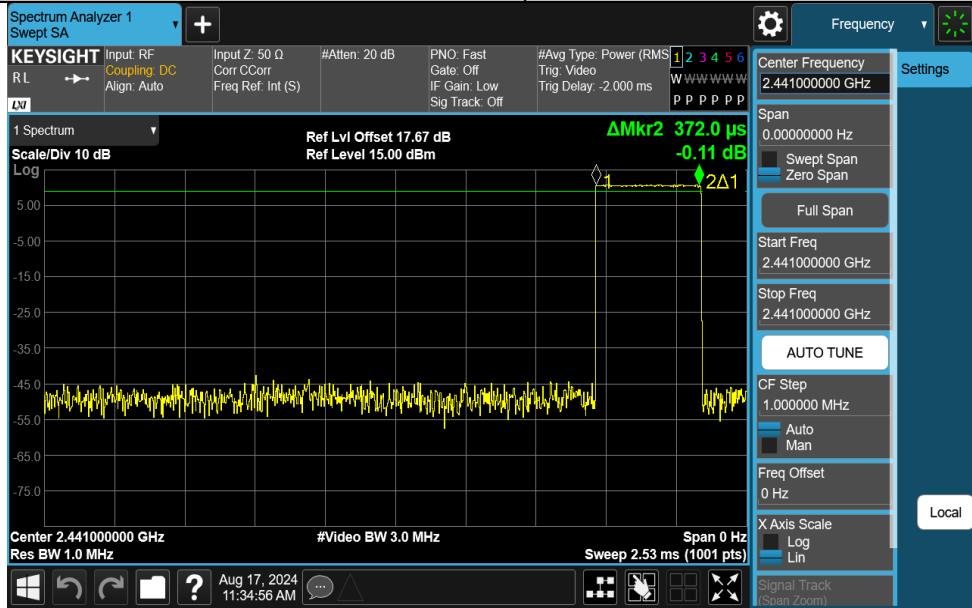 Spectrum Analyzer 1
Swept SA
+
Frequency
KEYSIGHT
RL
LXI
Input: RF
Coupling: DC
Align: Auto
Input Z: 50 Ω
Corr CCorr
Freq Ref: Int (S)
#Atten: 20 dB
PNO: Fast
Gate: Off
IF Gain: Low
Sig Track: Off
#Avg Type: Power (RMS
Trig: Video
Trig Delay: -2.000 ms
1 2 3 4 5 6
W W W W W W
P P P P P P
Center Frequency
2.441000000 GHz
Settings
Span
0.00000000 Hz
Swept Span
Zero Span
Full Span
Start Freq
2.441000000 GHz
Stop Freq
2.441000000 GHz
AUTO TUNE
CF Step
1.000000 MHz
Auto
Man
Freq Offset
0 Hz
X Axis Scale
Log
Lin
Signal Track
(Span Zoom)
Local
1 Spectrum
Scale/Div 10 dB
Log
Ref Lvl Offset 17.67 dB
Ref Level 15.00 dBm
ΔMkr2 372.0 µs
-0.11 dB
1
2Δ1
5.00
-5.00
-15.0
-25.0
-35.0
-45.0
-55.0
-65.0
-75.0
Center 2.441000000 GHz
Res BW 1.0 MHz
#Video BW 3.0 MHz
Span 0 Hz
Sweep 2.53 ms (1001 pts)
?
Aug 17, 2024
11:34:56 AM